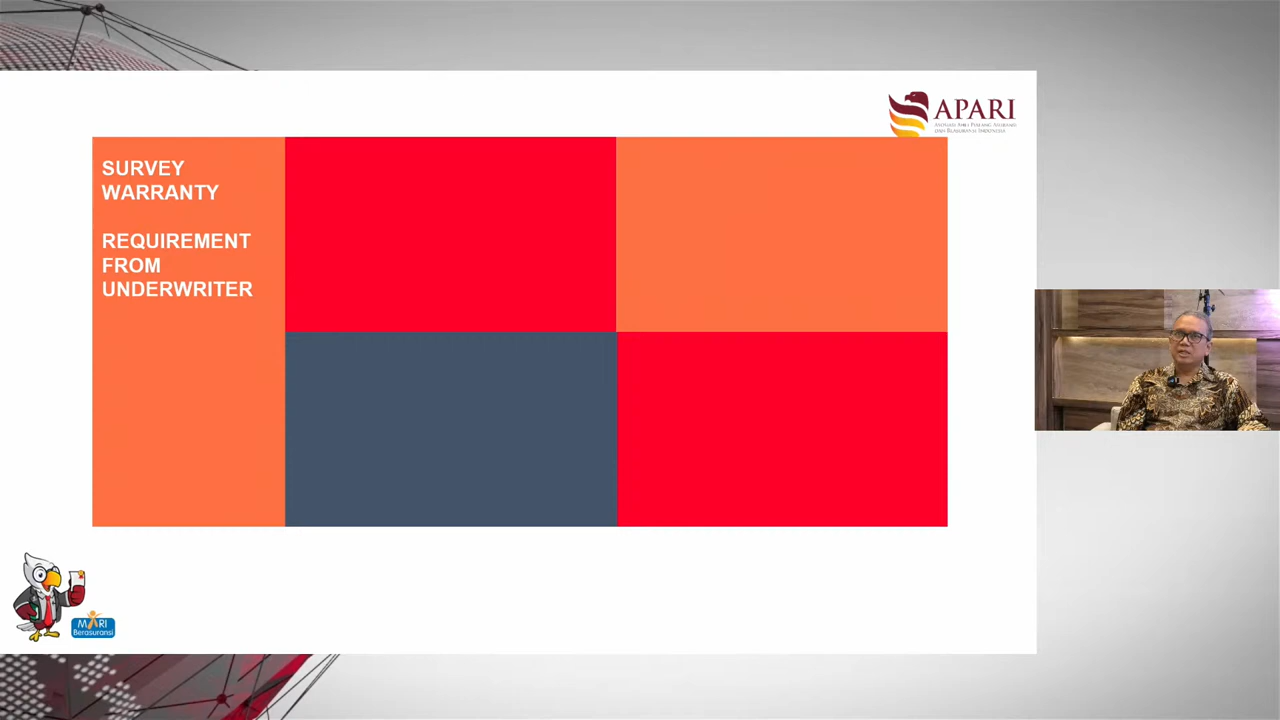 APARI
SURVEY
WARRANTY
REQUIREMENT
FROM
UNDERWRITER
MARI
Berasuransi